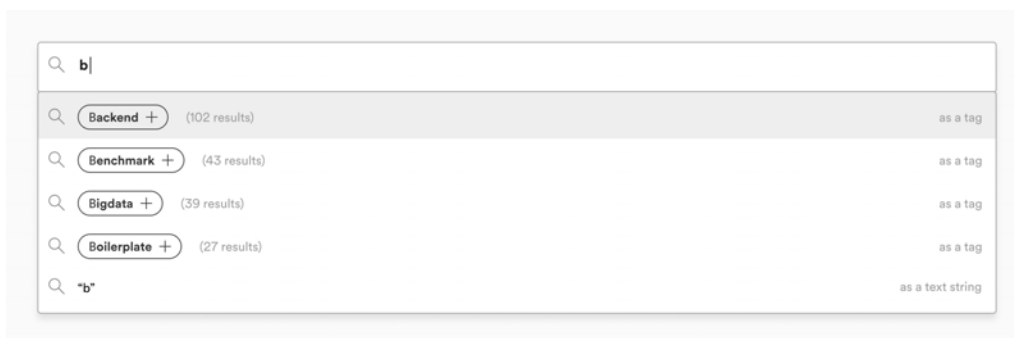 b
Backend + (102 results) as a tag
Benchmark + (43 results) as a tag
Bigdata + (39 results) as a tag
Boilerplate + (27 results) as a tag
“b” as a text string